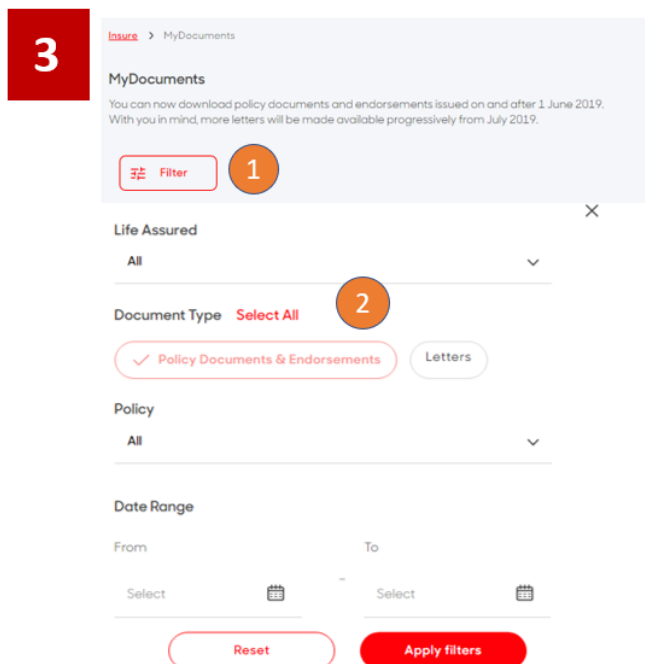 3
Insure > MyDocuments
MyDocuments
You can now download policy documents and endorsements issued on and after 1 June 2019.
With you in mind, more letters will be made available progressively from July 2019.
Filter
1
Life Assured
All
Document Type Select All
2
Policy Documents & Endorsements Letters
Policy
All
Date Range
From To
Select - Select
Reset Apply filters